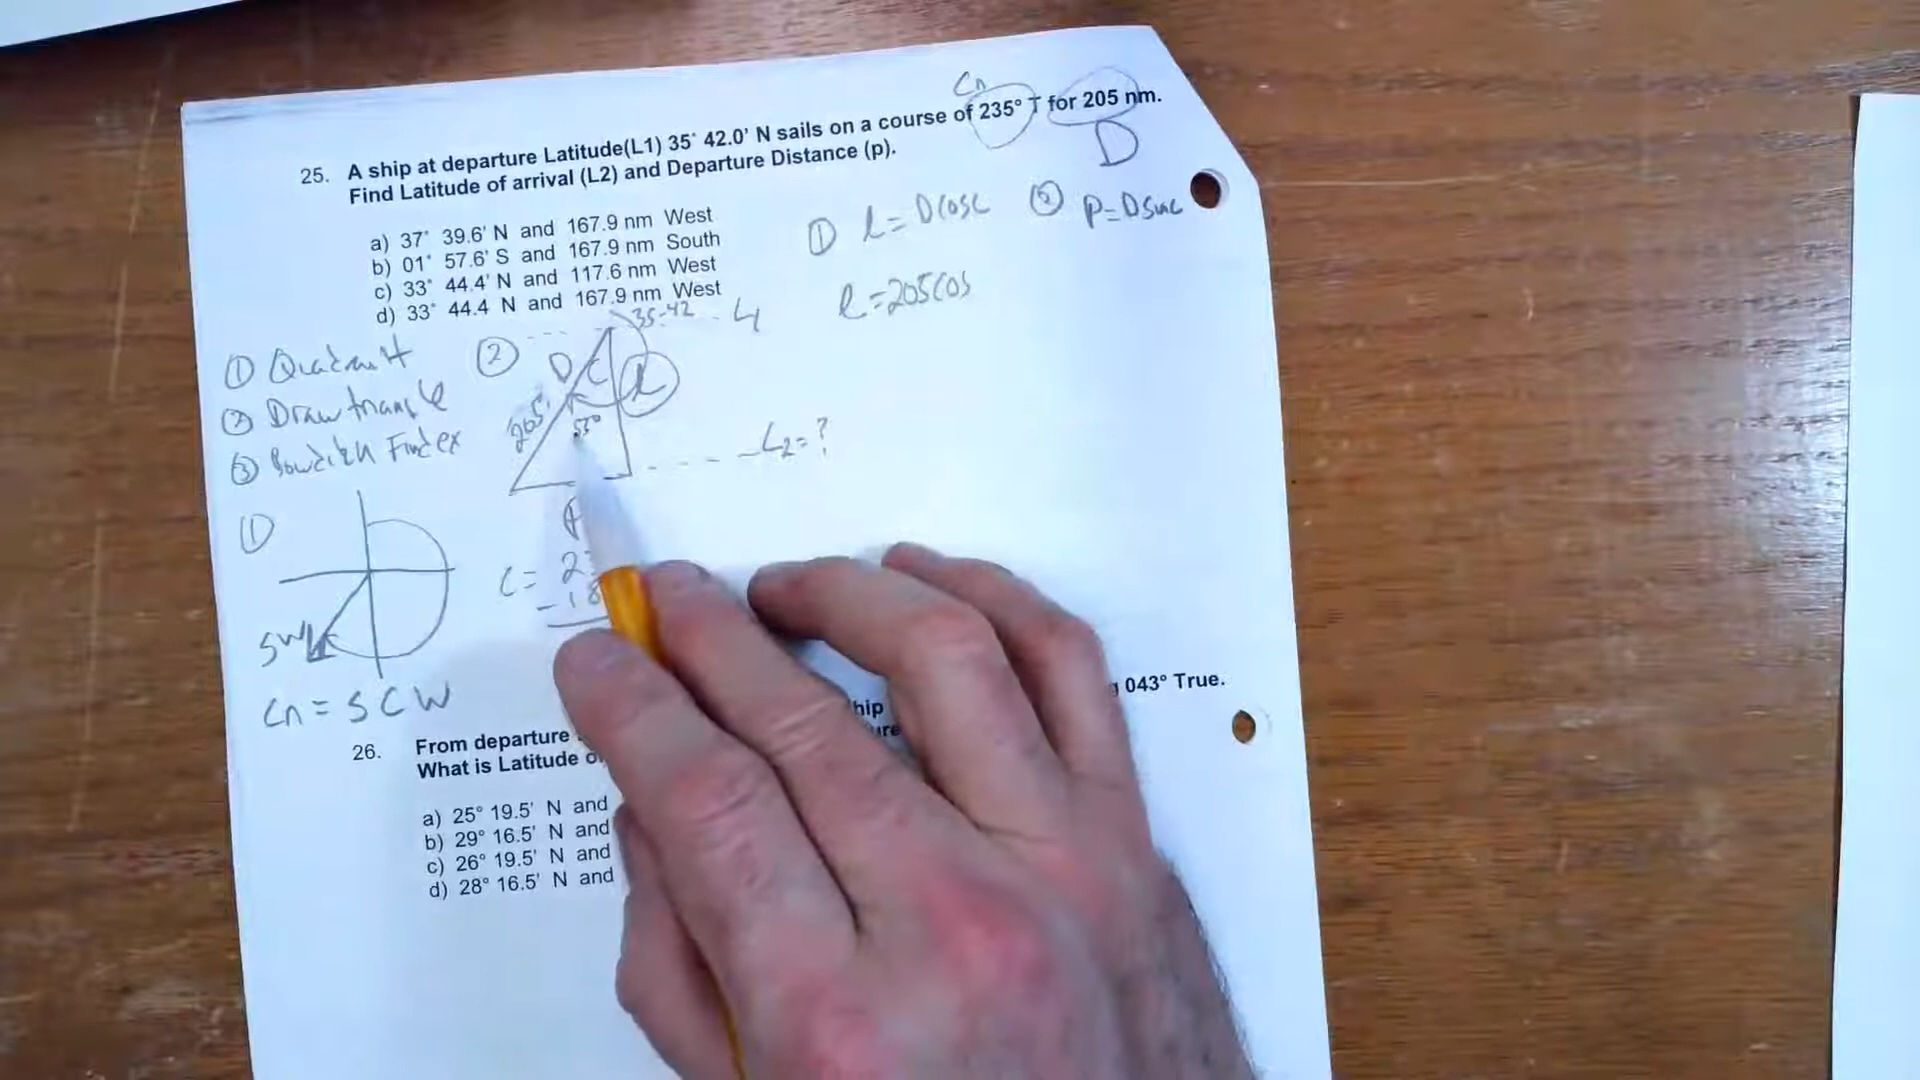 Cn
25. A ship at departure Latitude(L1) 35° 42.0' N sails on a course of 235° T for 205 nm.
Find Latitude of arrival (L2) and Departure Distance (p).
D
a) 37° 39.6' N and 167.9 nm West
b) 01° 57.6' S and 167.9 nm South
c) 33° 44.4' N and 117.6 nm West
d) 33° 44.4 N and 167.9 nm West
① l = D cos C ② p = D sin C
l = 205 cos
① Quadrant
② Draw triangle
③ Bowditch Index
② 35-42 L1
D C l
205' 55°
L2 = ?
①
C = 2
- 18
SW
Cn = S C W
043° True.
26. From departure
hip
What is Latitude
ure
a) 25° 19.5' N and
b) 29° 16.5' N and
c) 26° 19.5' N and
d) 28° 16.5' N and